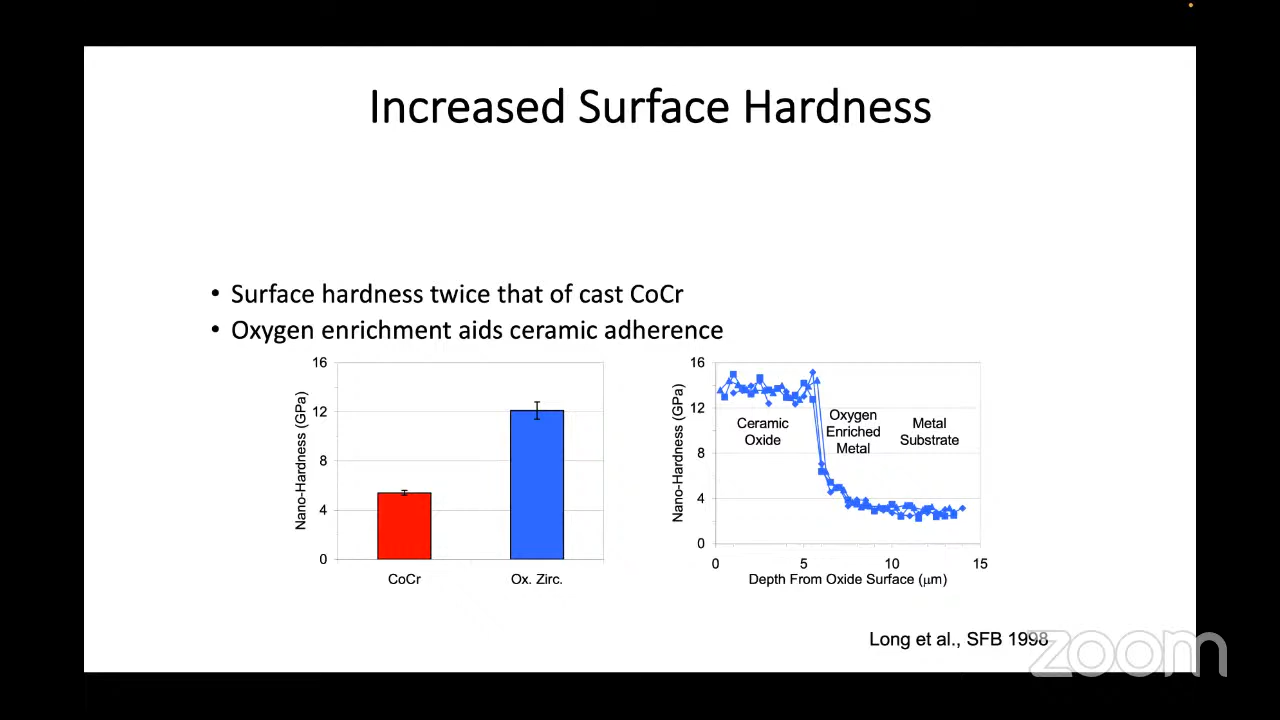 Increased Surface Hardness
• Surface hardness twice that of cast CoCr
• Oxygen enrichment aids ceramic adherence
16
12
8
4
0
Nano-Hardness (GPa)
CoCr
Ox. Zirc.
16
12
8
4
0
Nano-Hardness (GPa)
Ceramic
Oxide
Oxygen
Enriched
Metal
Metal
Substrate
0
5
10
15
Depth From Oxide Surface (μm)
Long et al., SFB 1998
zoom